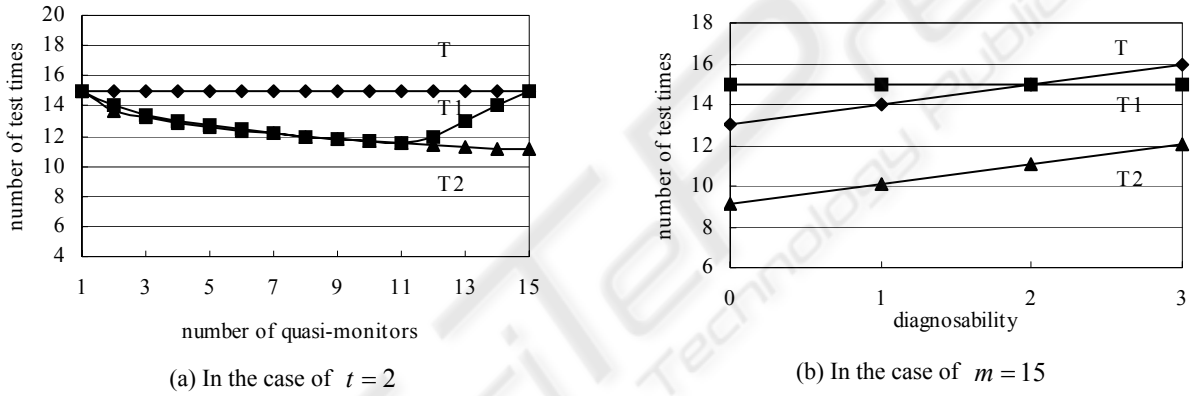 20
18
16
14
12
10
8
6
4
number of test times
T
T1
T2
1 3 5 7 9 11 13 15
number of quasi-monitors
(a) In the case of t = 2
18
16
14
12
10
8
6
number of test times
T
T1
T2
0 1 2 3
diagnosability
(b) In the case of m = 15
Technology Public